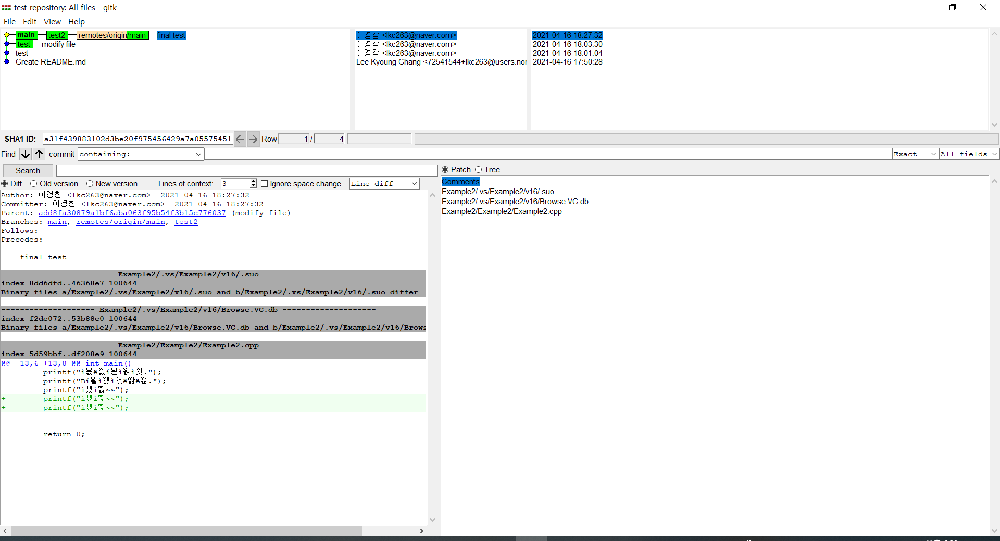 test_repository: All files - gitk
File Edit View Help
main test2 remotes/origin/main final test 이경창 <lkc263@naver.com> 2021-04-16 18:27:32
test modify file 이경창 <lkc263@naver.com> 2021-04-16 18:03:30
test 이경창 <lkc263@naver.com> 2021-04-16 18:01:04
Create README.md Lee Kyoung Chang <72541544+lkc263@users.nor 2021-04-16 17:50:28
SHA1 ID: a31f439883102d3be20f975456429a7a05575451 Row 1 / 4
Find commit containing: Exact All fields
Search Patch Tree
Diff Old version New version Lines of context: 3 Ignore space change Line diff
Comments
Example2/.vs/Example2/v16/.suo
Example2/.vs/Example2/v16/Browse.VC.db
Example2/Example2/Example2.cpp
Author: 이경창 <lkc263@naver.com> 2021-04-16 18:27:32
Committer: 이경창 <lkc263@naver.com> 2021-04-16 18:27:32
Parent: add8fa30879a1bf6aba063f95b54f3b15c776037 (modify file)
Branches: main, remotes/origin/main, test2
Follows:
Precedes:
final test
------------------------ Example2/.vs/Example2/v16/.suo ------------------------
index 8dd6dfd..46368e7 100644
Binary files a/Example2/.vs/Example2/v16/.suo and b/Example2/.vs/Example2/v16/.suo differ
-------------------- Example2/.vs/Example2/v16/Browse.VC.db --------------------
index f2de072..53b88e0 100644
Binary files a/Example2/.vs/Example2/v16/Browse.VC.db and b/Example2/.vs/Example2/v16/Brows
------------------------ Example2/Example2/Example2.cpp ------------------------
index 5d59bbf..df208e9 100644
@@ -13,6 +13,8 @@ int main()
printf("
printf("
printf("
+ printf("
+ printf("
return 0;